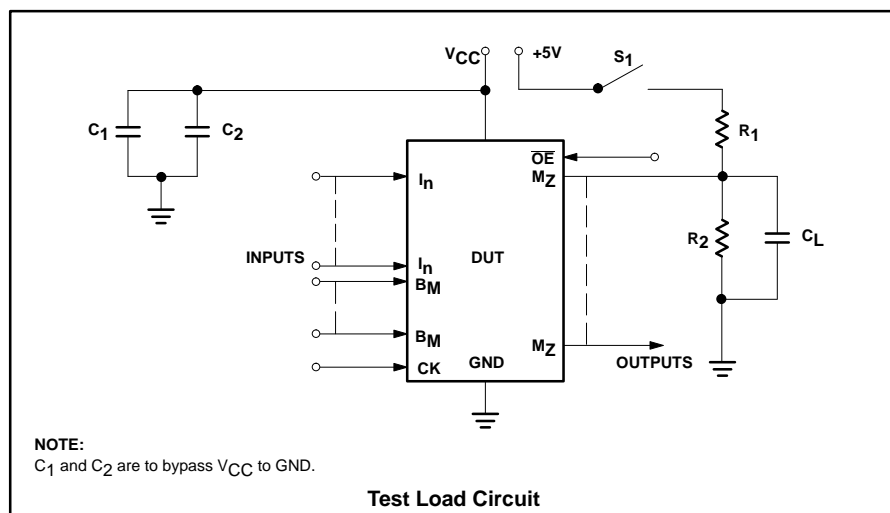 VCC
+5V
S1
C1
C2
R1
OE
In
MZ
R2
CL
INPUTS
In
DUT
BM
BM
MZ
CK
GND
OUTPUTS
NOTE:
C1 and C2 are to bypass VCC to GND.
Test Load Circuit